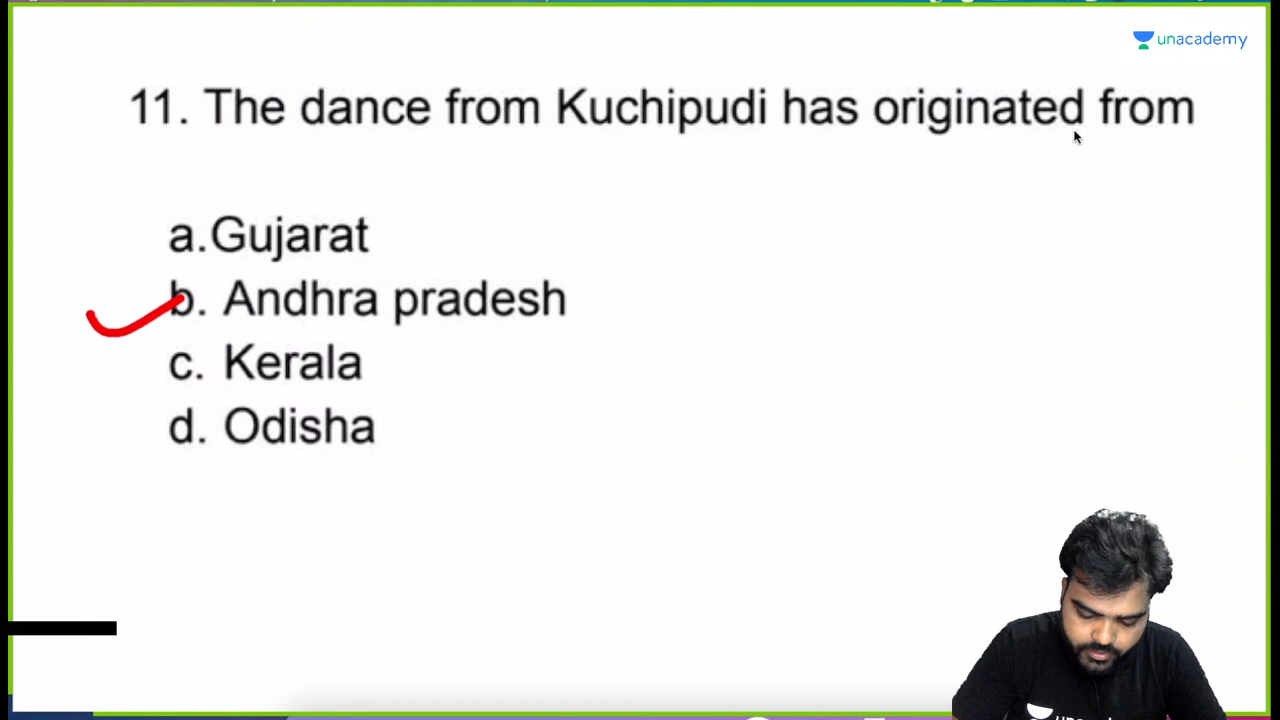 unacademy
11. The dance from Kuchipudi has originated from
a.Gujarat
b. Andhra pradesh
c. Kerala
d. Odisha